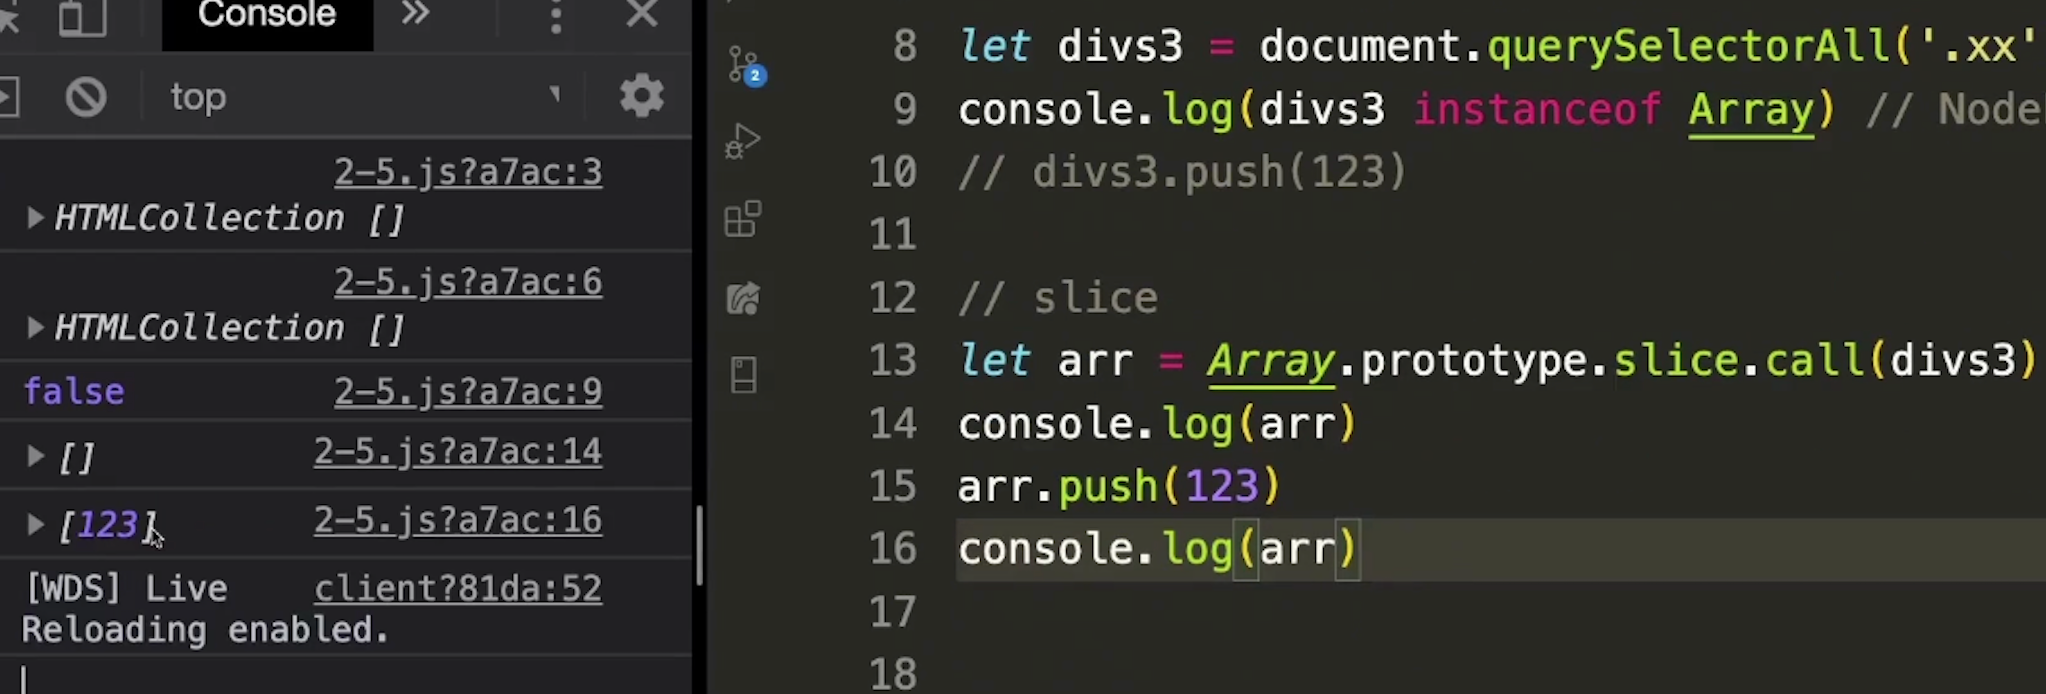 Console
top
2-5.js?a7ac:3
HTMLCollection []
2-5.js?a7ac:6
HTMLCollection []
false 2-5.js?a7ac:9
[] 2-5.js?a7ac:14
[123] 2-5.js?a7ac:16
[WDS] Live client?81da:52
Reloading enabled.
2
8 let divs3 = document.querySelectorAll('.xx'
9 console.log(divs3 instanceof Array) // Node
10 // divs3.push(123)
11
12 // slice
13 let arr = Array.prototype.slice.call(divs3)
14 console.log(arr)
15 arr.push(123)
16 console.log(arr)
17
18